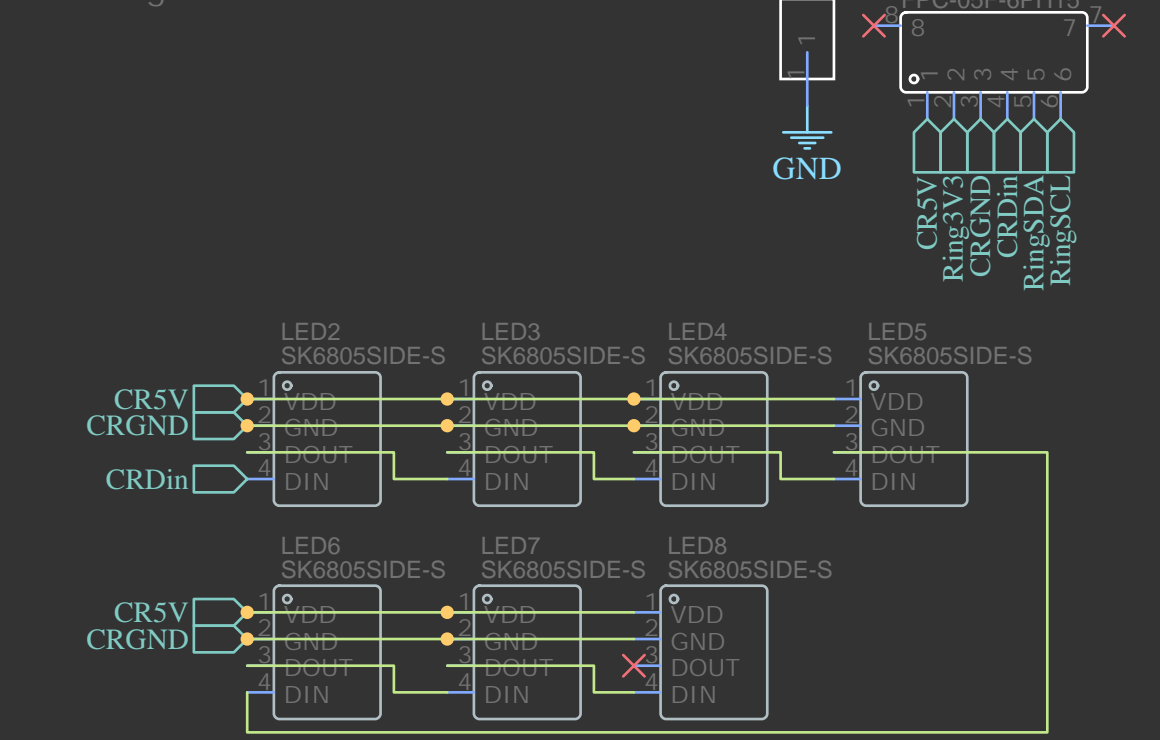 8
7
8
7
1
1
1
2
3
4
5
6
1
2
3
4
5
6
GND
CR5V
Ring3V3
CRGND
CRDin
RingSDA
RingSCL
LED2
SK6805SIDE-S
LED3
SK6805SIDE-S
LED4
SK6805SIDE-S
LED5
SK6805SIDE-S
CR5V
CRGND
CRDin
1 VDD
2 GND
3 DOUT
4 DIN
1 VDD
2 GND
3 DOUT
4 DIN
1 VDD
2 GND
3 DOUT
4 DIN
1 VDD
2 GND
3 DOUT
4 DIN
LED6
SK6805SIDE-S
LED7
SK6805SIDE-S
LED8
SK6805SIDE-S
CR5V
CRGND
1 VDD
2 GND
3 DOUT
4 DIN
1 VDD
2 GND
3 DOUT
4 DIN
1 VDD
2 GND
3 DOUT
4 DIN